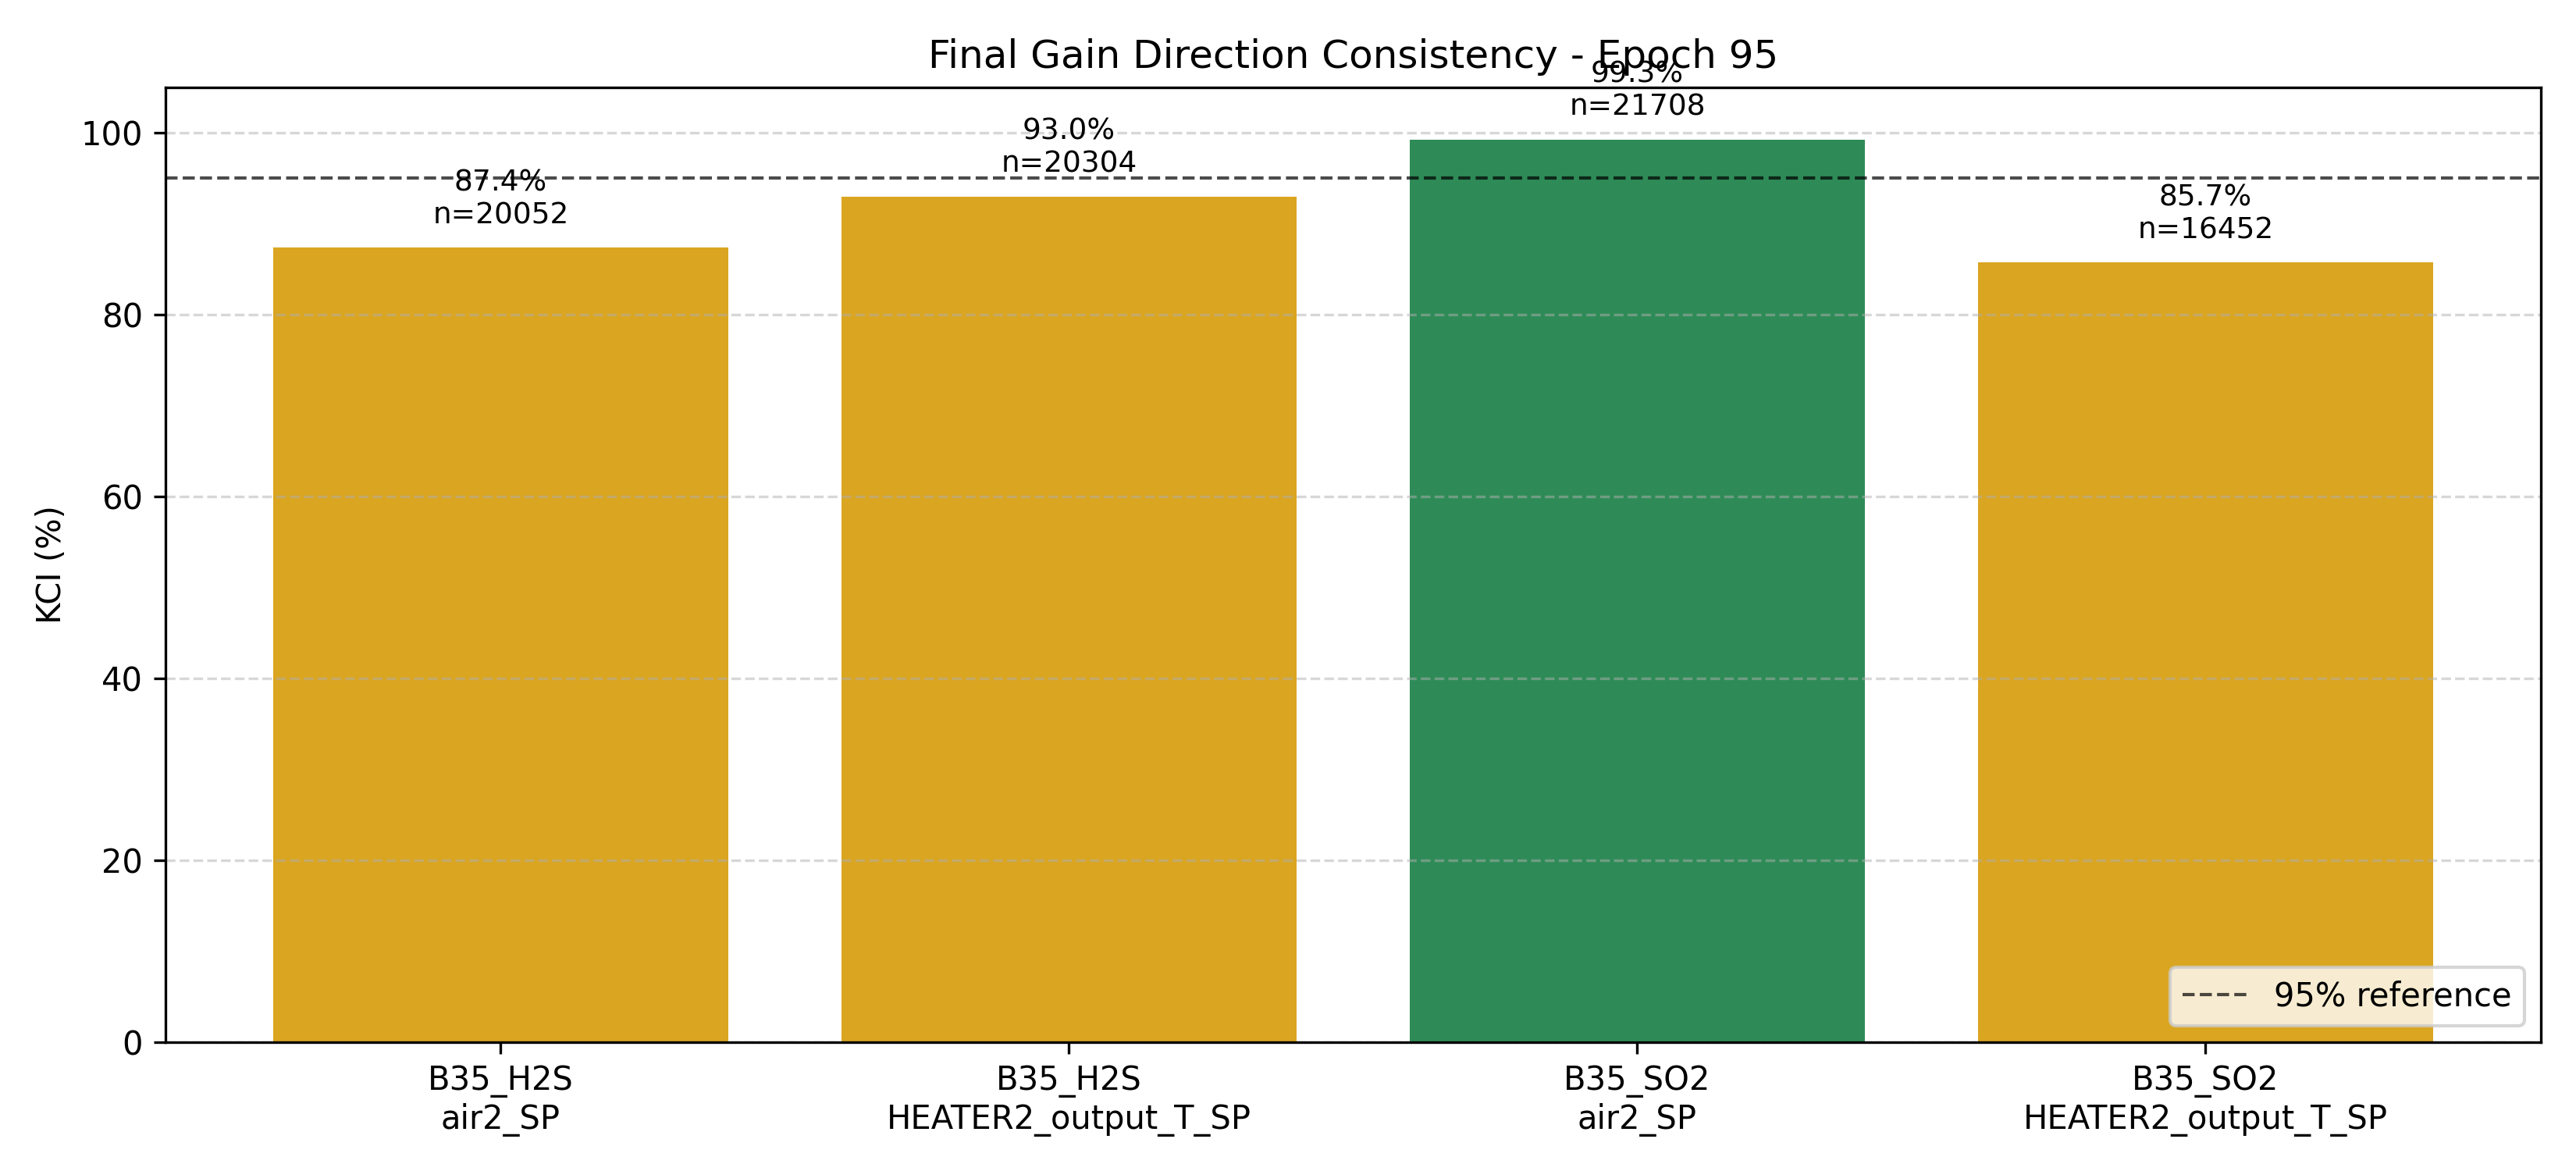 Final Gain Direction Consistency - Epoch 95
KCI (%)
100
80
60
40
20
0
87.4%
n=20052
93.0%
n=20304
99.3%
n=21708
85.7%
n=16452
95% reference
B35_H2S
air2_SP
B35_H2S
HEATER2_output_T_SP
B35_SO2
air2_SP
B35_SO2
HEATER2_output_T_SP